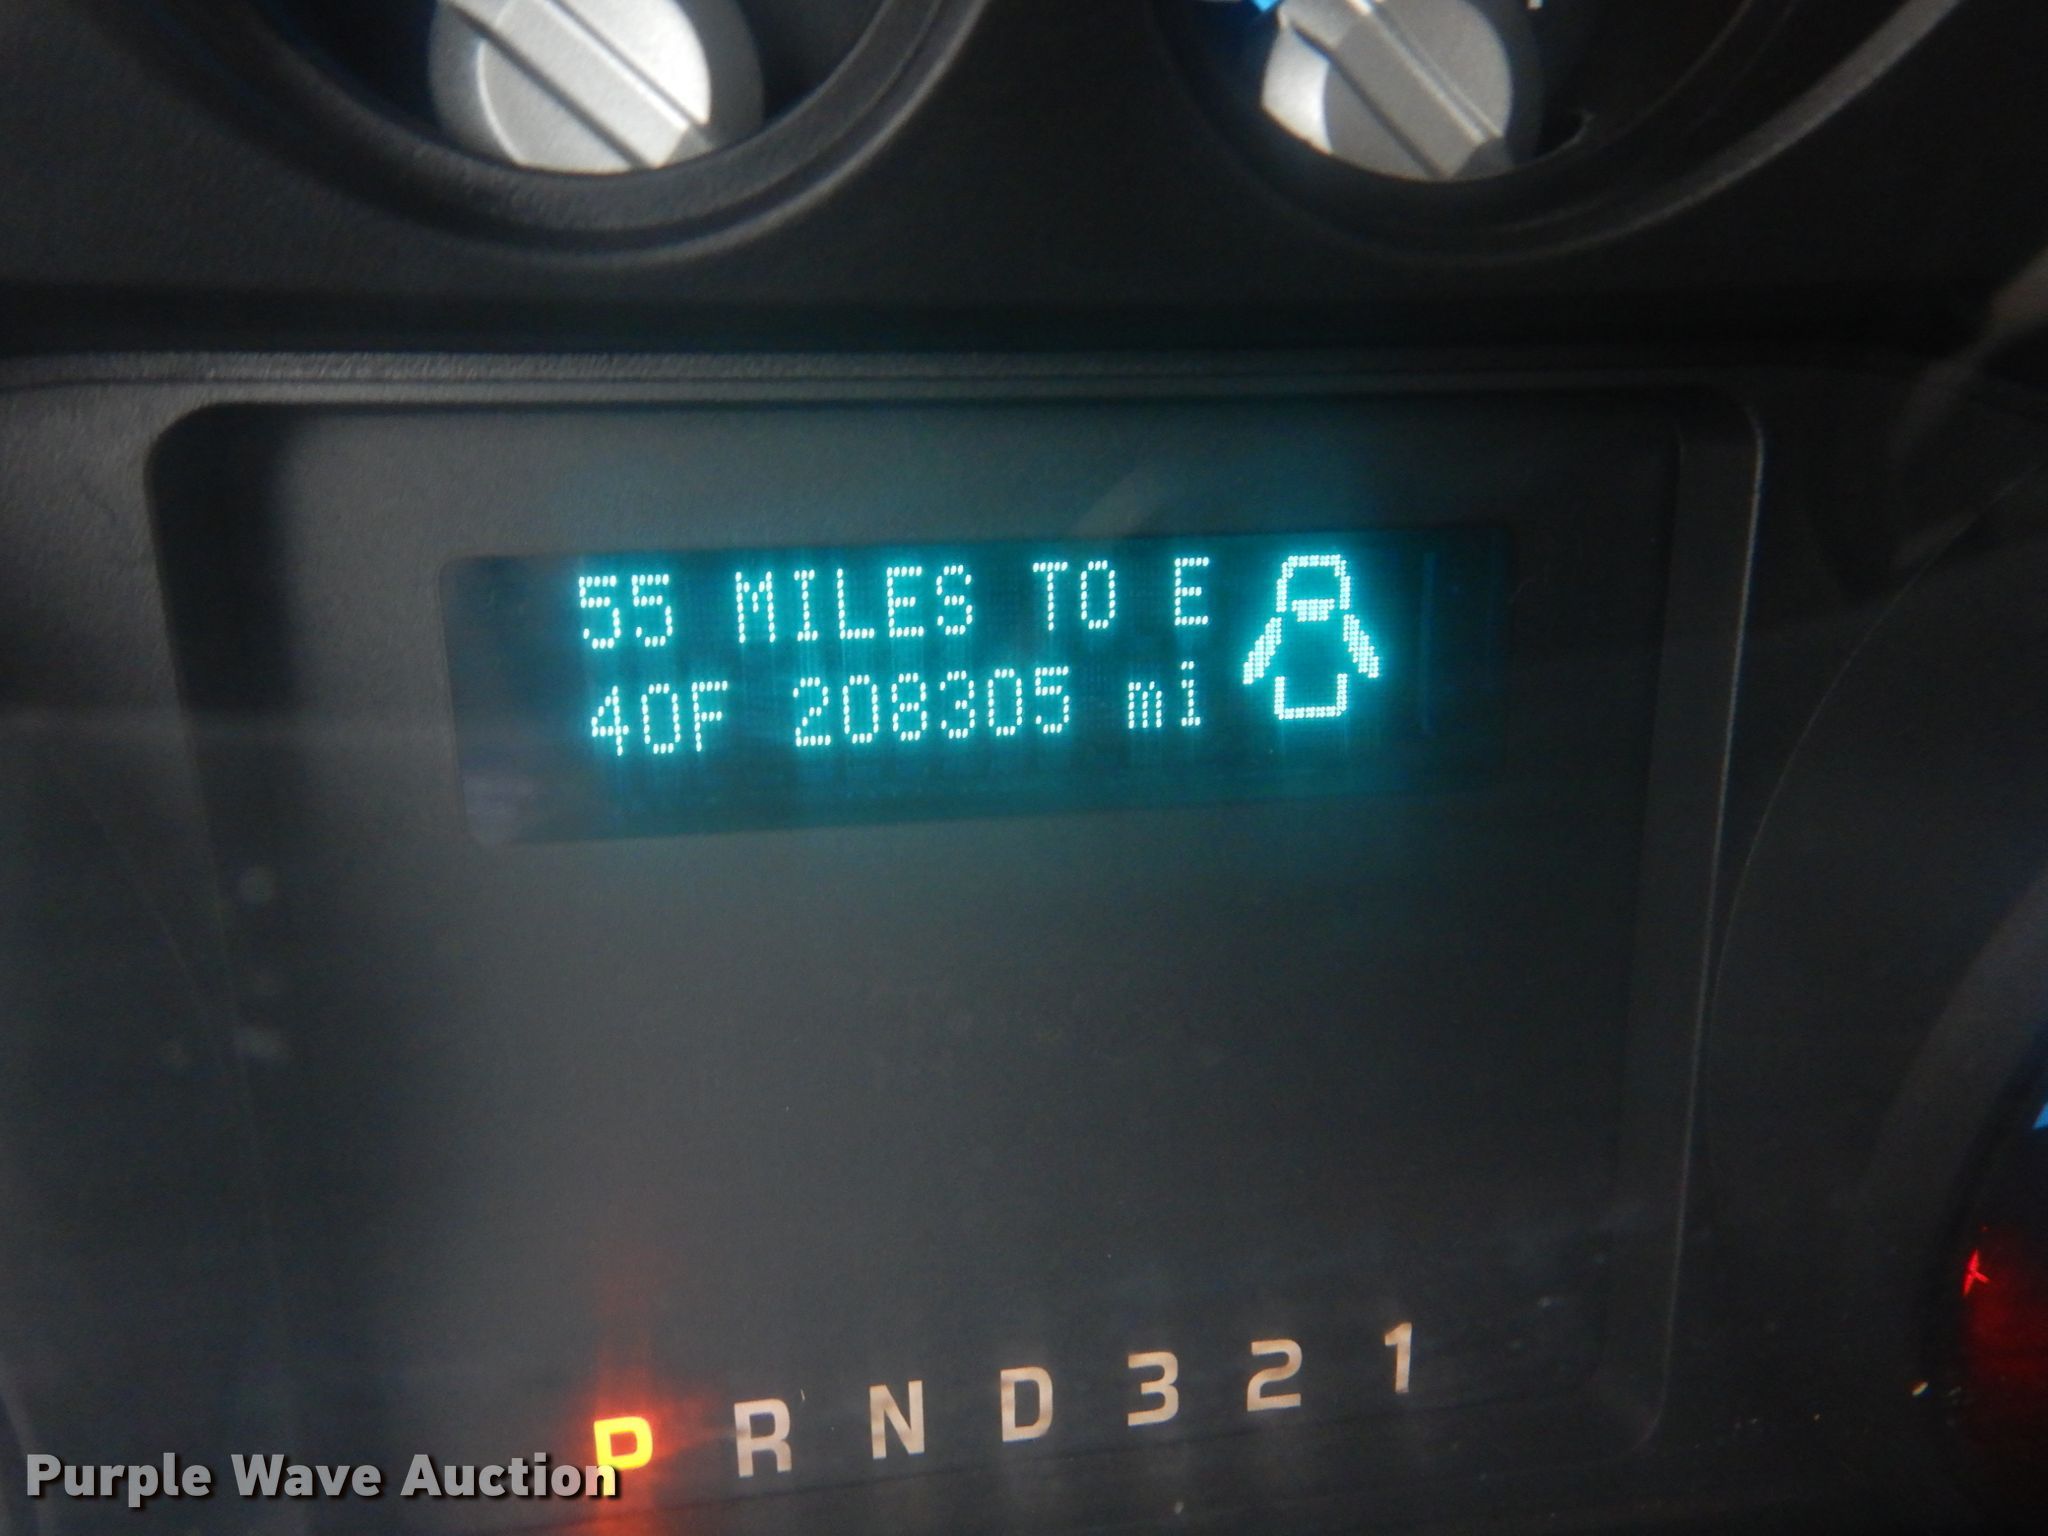 55 MILES TO E
40F 208305 mi
P R N D 3 2 1
Purple Wave Auction